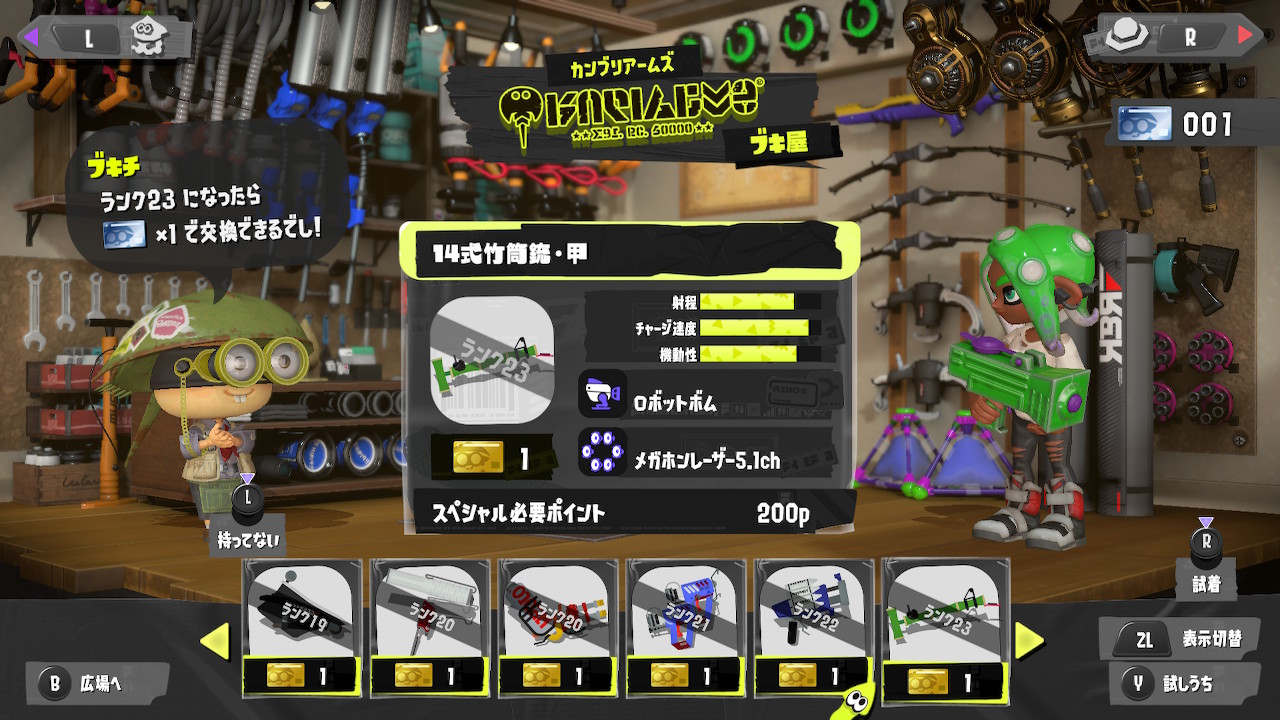 L
R
カンブリアームズ
ブキ屋
001
ブキチ
ランク23 になったら
×1 で交換できるでし!
14式竹筒銃・甲
ランク23
射程
チャージ速度
機動性
ロボットボム
1
メガホンレーザー5.1ch
スペシャル必要ポイント 200p
L
持ってない
R
試着
ランク19
ランク20
ランク20
ランク21
ランク22
ランク23
1
1
1
1
1
1
B 広場へ
ZL 表示切替
Y 試しうち